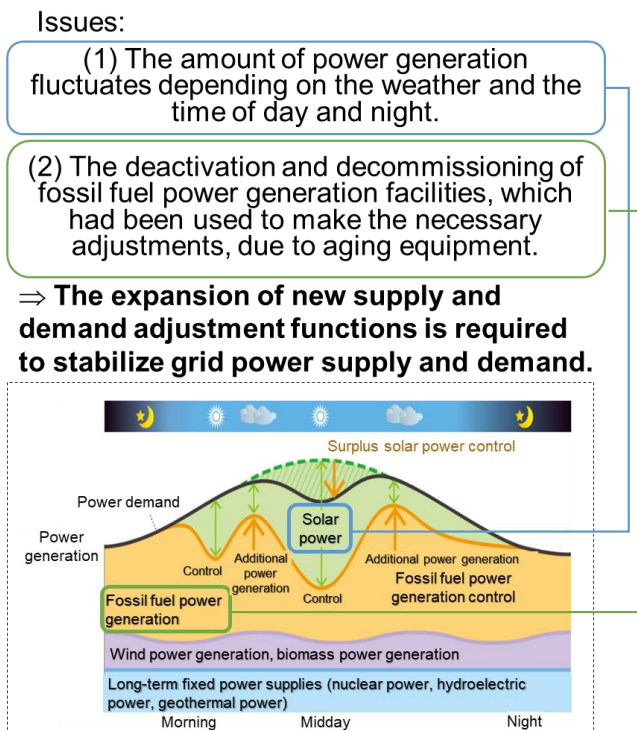 Issues:
(1) The amount of power generation
fluctuates depending on the weather and the
time of day and night.
(2) The deactivation and decommissioning of
fossil fuel power generation facilities, which
had been used to make the necessary
adjustments, due to aging equipment.
⇒ The expansion of new supply and
demand adjustment functions is required
to stabilize grid power supply and demand.
Surplus solar power control
Power demand
Solar
power
Power
generation
Control
Additional
power
generation
Control
Additional power generation
Fossil fuel power
generation control
Fossil fuel power
generation
Wind power generation, biomass power generation
Long-term fixed power supplies (nuclear power, hydroelectric
power, geothermal power)
Morning
Midday
Night